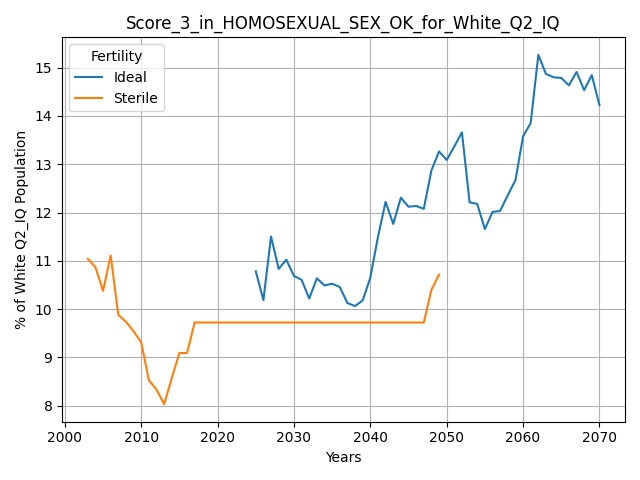 Score_3_in_HOMOSEXUAL_SEX_OK_for_White_Q2_IQ
Fertility
Ideal
Sterile
% of White Q2_IQ Population
15
14
13
12
11
10
9
8
2000 2010 2020 2030 2040 2050 2060 2070
Years